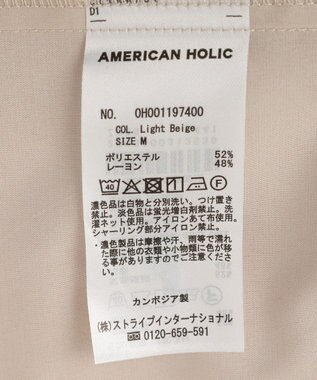 D1
AMERICAN HOLIC
NO. 0H001197400
COL. Light Beige
SIZE M
ポリエステル 52%
レーヨン 48%
40 F
濃色品は白物と分別洗い。つけ置き
禁止。淡色品は蛍光増白剤禁止。洗
濯ネット使用。アイロンあて布使用。
シャーリング部分アイロン禁止。
・濃色製品は摩擦や汗、雨等で濡れ
た際に他の衣類や小物類に色が移
る事がありますのでご注意下さい。
カンボジア製
(株)ストライプインターナショナル
☎ 0120-659-591